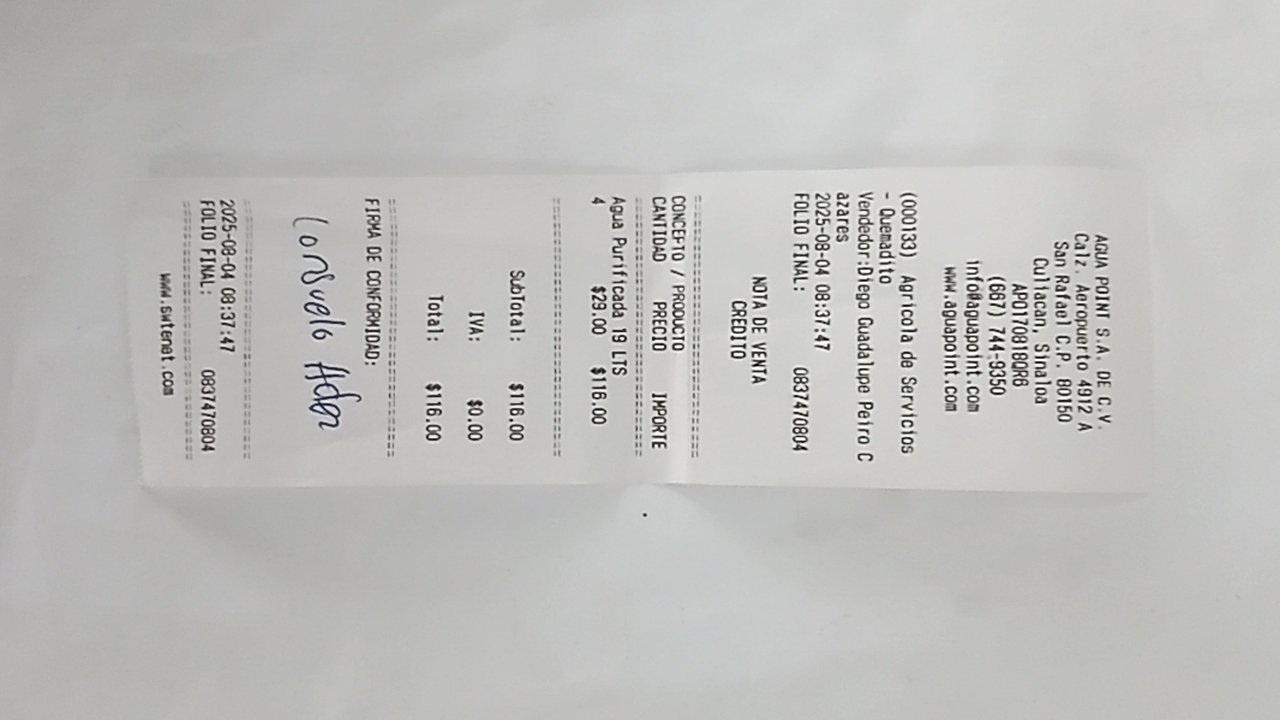 AGUA POINT S.A. DE C.V.
Calz. Aeropuerto 4912 A
San Rafael C.P. 80150
Culiacan, Sinaloa
APO170818QR6
(667) 744-9350
info@aguapoint.com
www.aguapoint.com
(000133) Agricola de Servicios
- Quemadito
Vendedor:Diego Guadalupe Peiro C
azares
2025-08-04 08:37:47
FOLIO FINAL: 0837470804
NOTA DE VENTA
CREDITO
================================
CONCEPTO / PRODUCTO
CANTIDAD PRECIO IMPORTE
================================
Agua Purificada 19 LTS
4 $29.00 $116.00
================================
SubTotal: $116.00
IVA: $0.00
Total: $116.00
================================
FIRMA DE CONFORMIDAD:
Consuelo
================================
2025-08-04 08:37:47
FOLIO FINAL: 0837470804
================================
www.swtenet.com